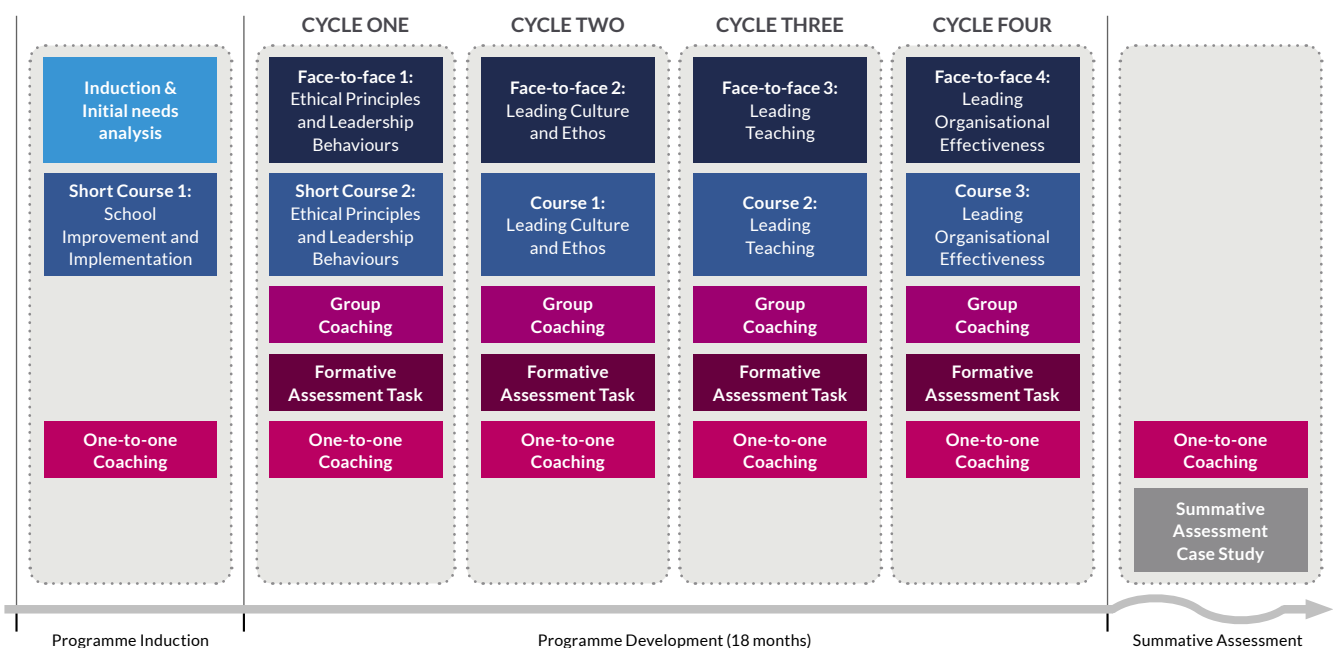 CYCLE ONE
CYCLE TWO
CYCLE THREE
CYCLE FOUR
Induction &
Initial needs
analysis
Short Course 1:
School
Improvement and
Implementation
One-to-one
Coaching
Face-to-face 1:
Ethical Principles
and Leadership
Behaviours
Short Course 2:
Ethical Principles
and Leadership
Behaviours
Group
Coaching
Formative
Assessment Task
One-to-one
Coaching
Face-to-face 2:
Leading Culture
and Ethos
Course 1:
Leading Culture
and Ethos
Group
Coaching
Formative
Assessment Task
One-to-one
Coaching
Face-to-face 3:
Leading
Teaching
Course 2:
Leading
Teaching
Group
Coaching
Formative
Assessment Task
One-to-one
Coaching
Face-to-face 4:
Leading
Organisational
Effectiveness
Course 3:
Leading
Organisational
Effectiveness
Group
Coaching
Formative
Assessment Task
One-to-one
Coaching
One-to-one
Coaching
Summative
Assessment
Case Study
Programme Induction
Programme Development (18 months)
Summative Assessment